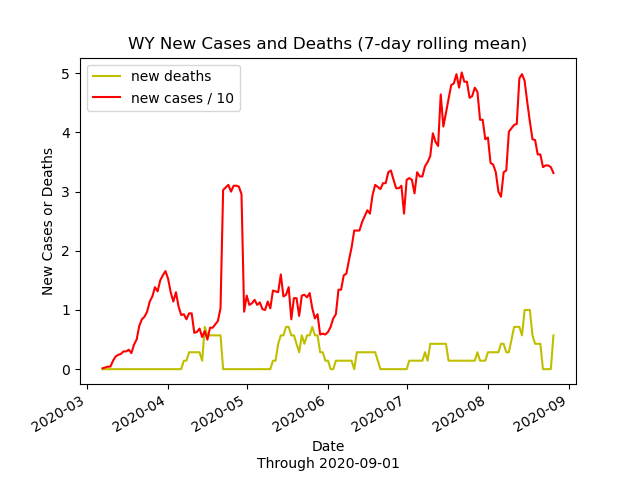 WY New Cases and Deaths (7-day rolling mean)
new deaths
new cases / 10
New Cases or Deaths
5
4
3
2
1
0
2020-03
2020-04
2020-05
2020-06
2020-07
2020-08
2020-09
Date
Through 2020-09-01